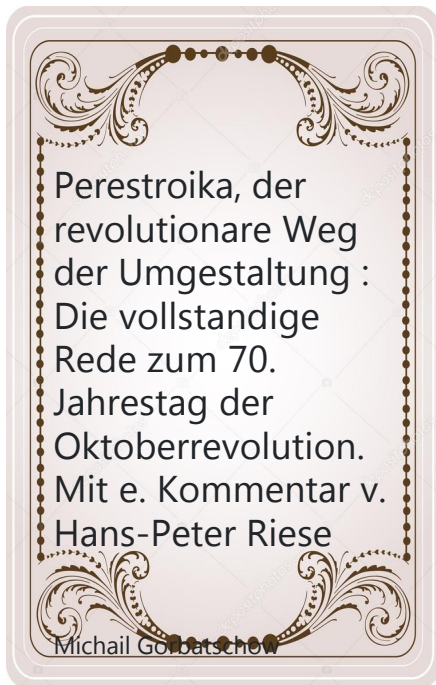 Perestroika, der
revolutionare Weg
der Umgestaltung :
Die vollstandige
Rede zum 70.
Jahrestag der
Oktoberrevolution.
Mit e. Kommentar v.
Hans-Peter Riese
Michail Gorbatschow